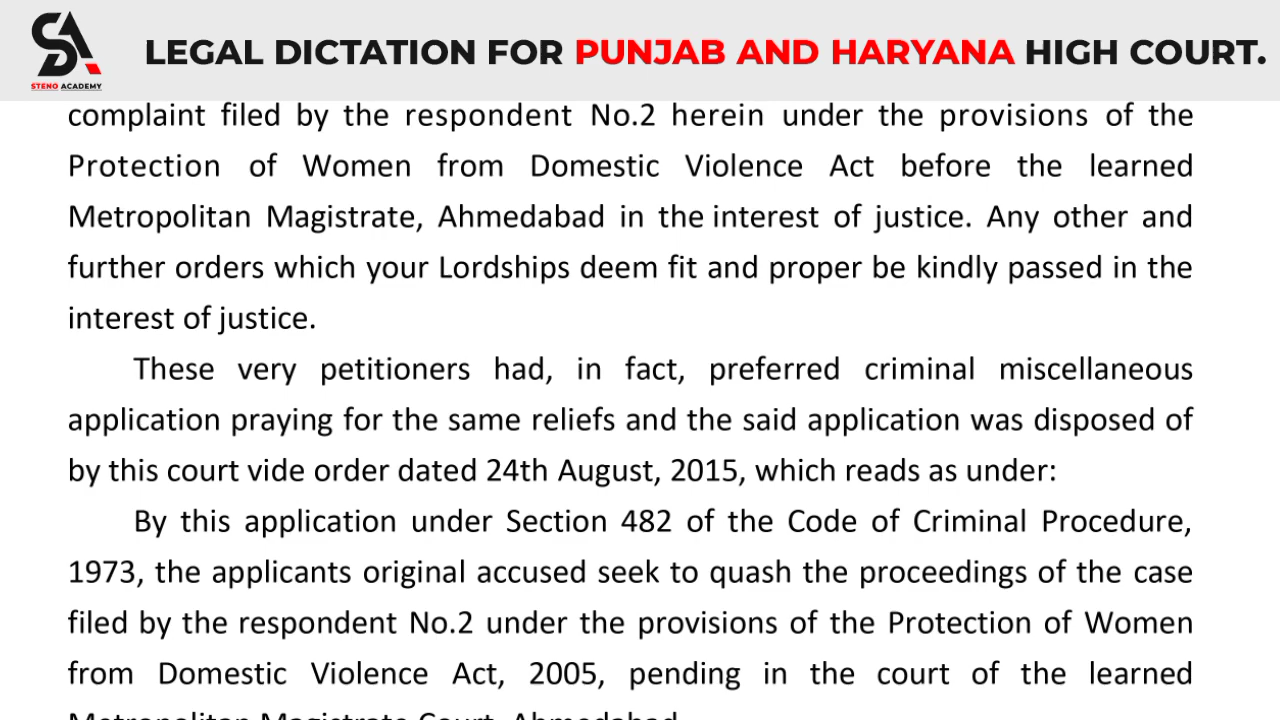 SA
STENO ACADEMY
LEGAL DICTATION FOR PUNJAB AND HARYANA HIGH COURT.
complaint filed by the respondent No.2 herein under the provisions of the
Protection of Women from Domestic Violence Act before the learned
Metropolitan Magistrate, Ahmedabad in the interest of justice. Any other and
further orders which your Lordships deem fit and proper be kindly passed in the
interest of justice.
These very petitioners had, in fact, preferred criminal miscellaneous
application praying for the same reliefs and the said application was disposed of
by this court vide order dated 24th August, 2015, which reads as under:
By this application under Section 482 of the Code of Criminal Procedure,
1973, the applicants original accused seek to quash the proceedings of the case
filed by the respondent No.2 under the provisions of the Protection of Women
from Domestic Violence Act, 2005, pending in the court of the learned
Metropolitan Magistrate Court, Ahmedabad